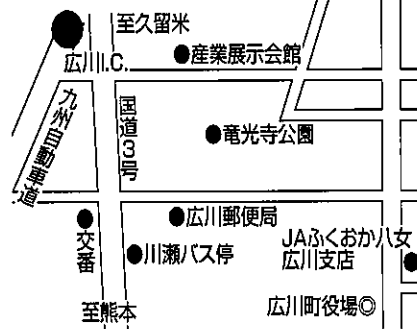 至久留米
広川I.C.
産業展示会館
九州自動車道
国道3号
竜光寺公園
広川郵便局
交番
川瀬バス停
JAふくおか八女
広川支店
至熊本
広川町役場◎